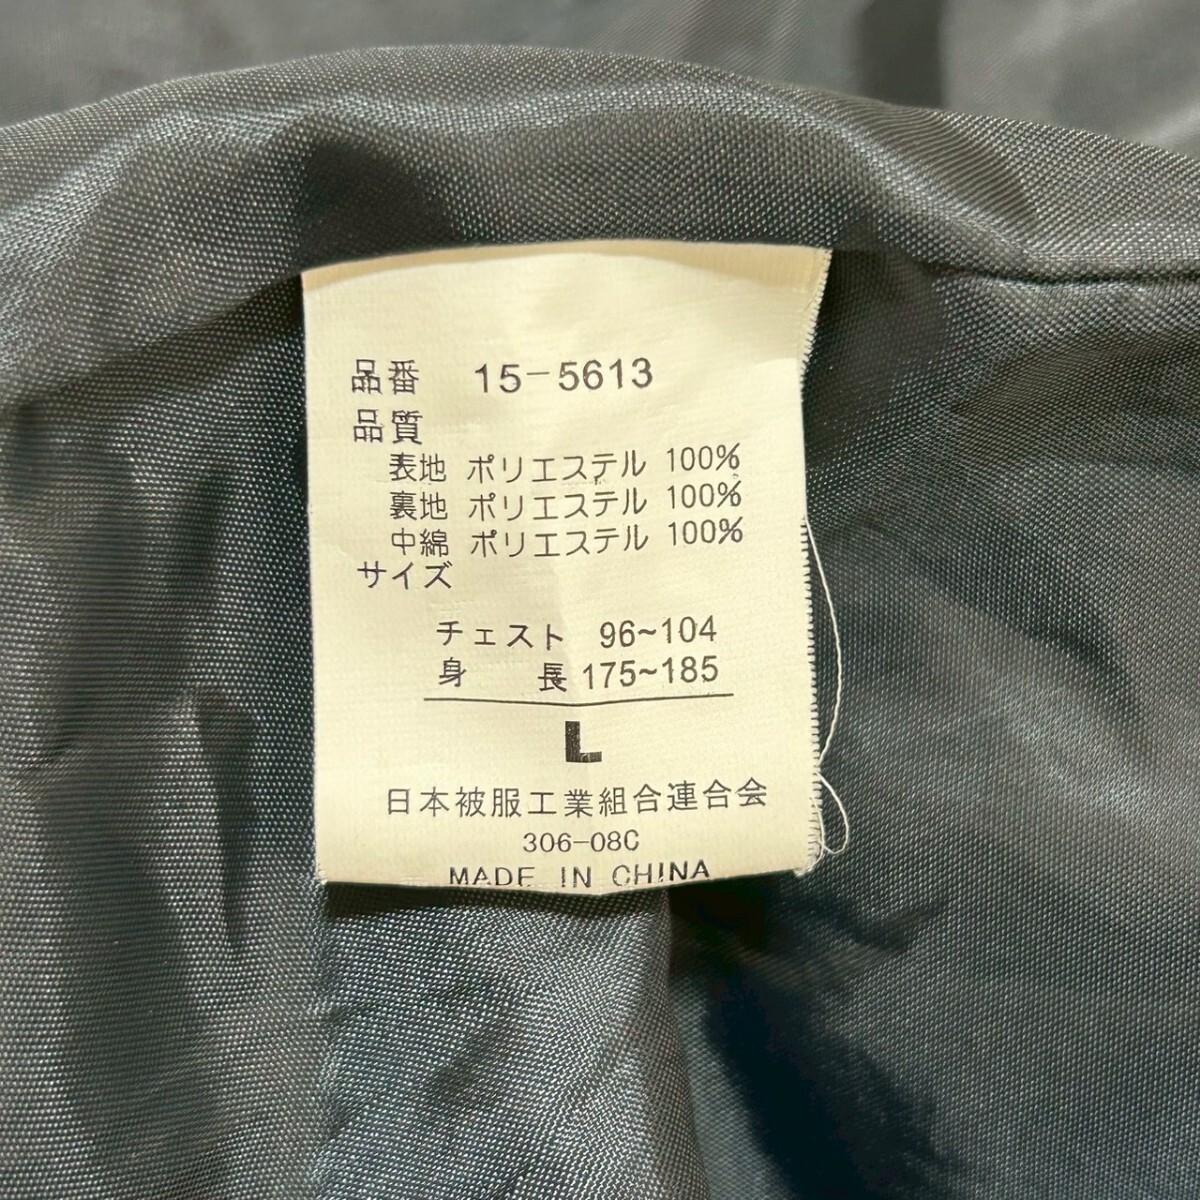 品番 15-5613
品質
表地 ポリエステル 100%
裏地 ポリエステル 100%
中綿 ポリエステル 100%
サイズ
チェスト 96~104
身長 175~185
L
日本被服工業組合連合会
306-08C
MADE IN CHINA